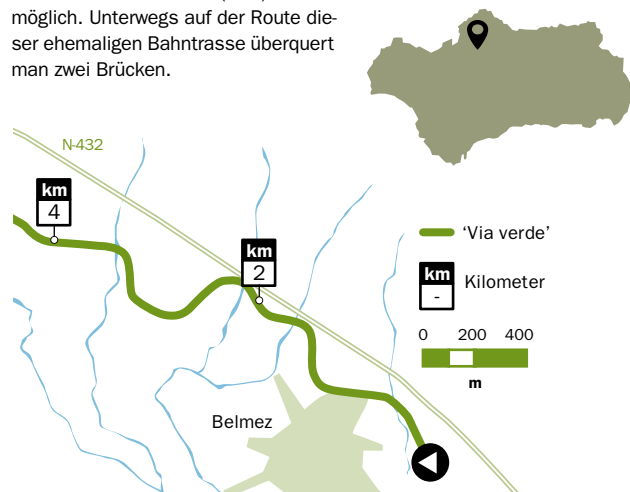 möglich. Unterwegs auf der Route die-
ser ehemaligen Bahntrasse überquert
man zwei Brücken.
N-432
km
4
km
2
'Via verde'
km
-
Kilometer
0 200 400
m
Belmez